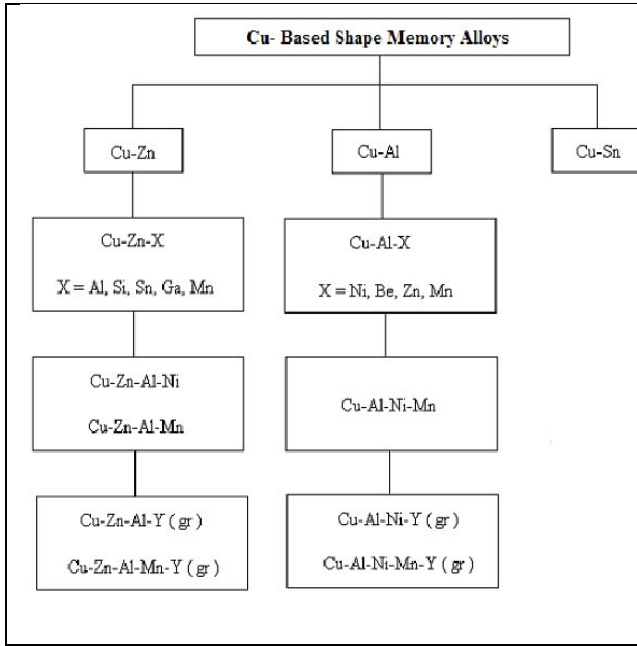 Cu- Based Shape Memory Alloys
Cu-Zn
Cu-Al
Cu-Sn
Cu-Zn-X
X = Al, Si, Sn, Ga, Mn
Cu-Al-X
X = Ni, Be, Zn, Mn
Cu-Zn-Al-Ni
Cu-Zn-Al-Mn
Cu-Al-Ni-Mn
Cu-Zn-Al-Y ( gr )
Cu-Zn-Al-Mn-Y ( gr )
Cu-Al-Ni-Y ( gr )
Cu-Al-Ni-Mn-Y ( gr )